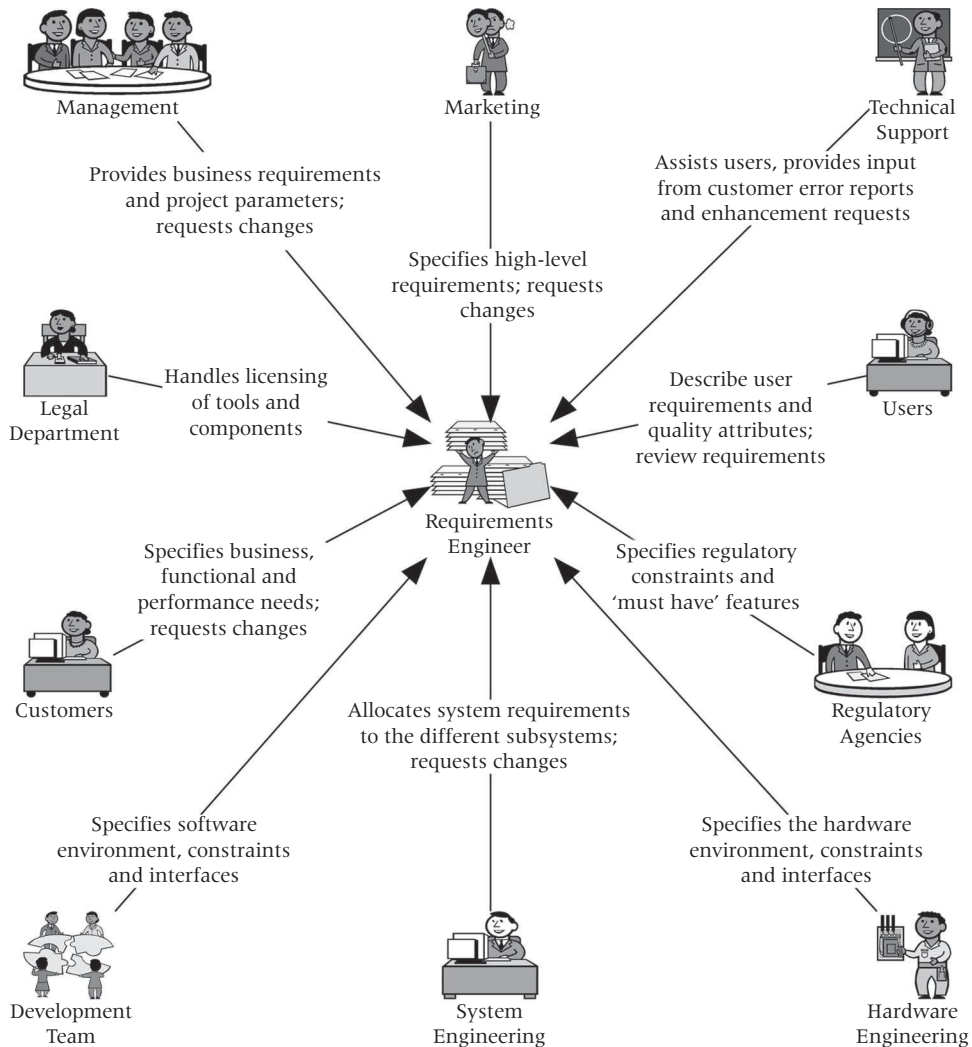 Management
Marketing
Technical
Support
Provides business requirements
and project parameters;
requests changes
Assists users, provides input
from customer error reports
and enhancement requests
Specifies high-level
requirements; requests
changes
Legal
Department
Handles licensing
of tools and
components
Describe user
requirements and
quality attributes;
review requirements
Users
Requirements
Engineer
Specifies business,
functional and
performance needs;
requests changes
Specifies regulatory
constraints and
‘must have’ features
Customers
Allocates system requirements
to the different subsystems;
requests changes
Regulatory
Agencies
Specifies software
environment, constraints
and interfaces
Specifies the hardware
environment, constraints
and interfaces
Development
Team
System
Engineering
Hardware
Engineering